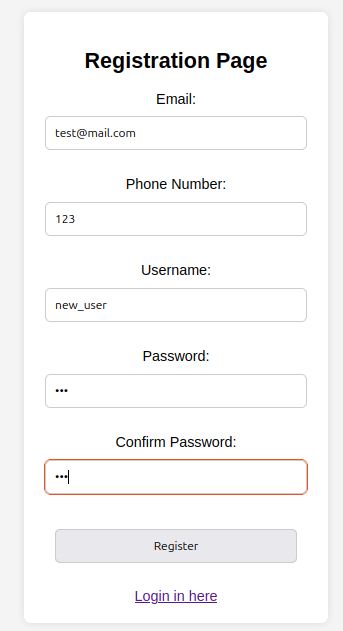 Registration Page
Email:
test@mail.com
Phone Number:
123
Username:
new_user
Password:
•••
Confirm Password:
•••
Register
Login in here